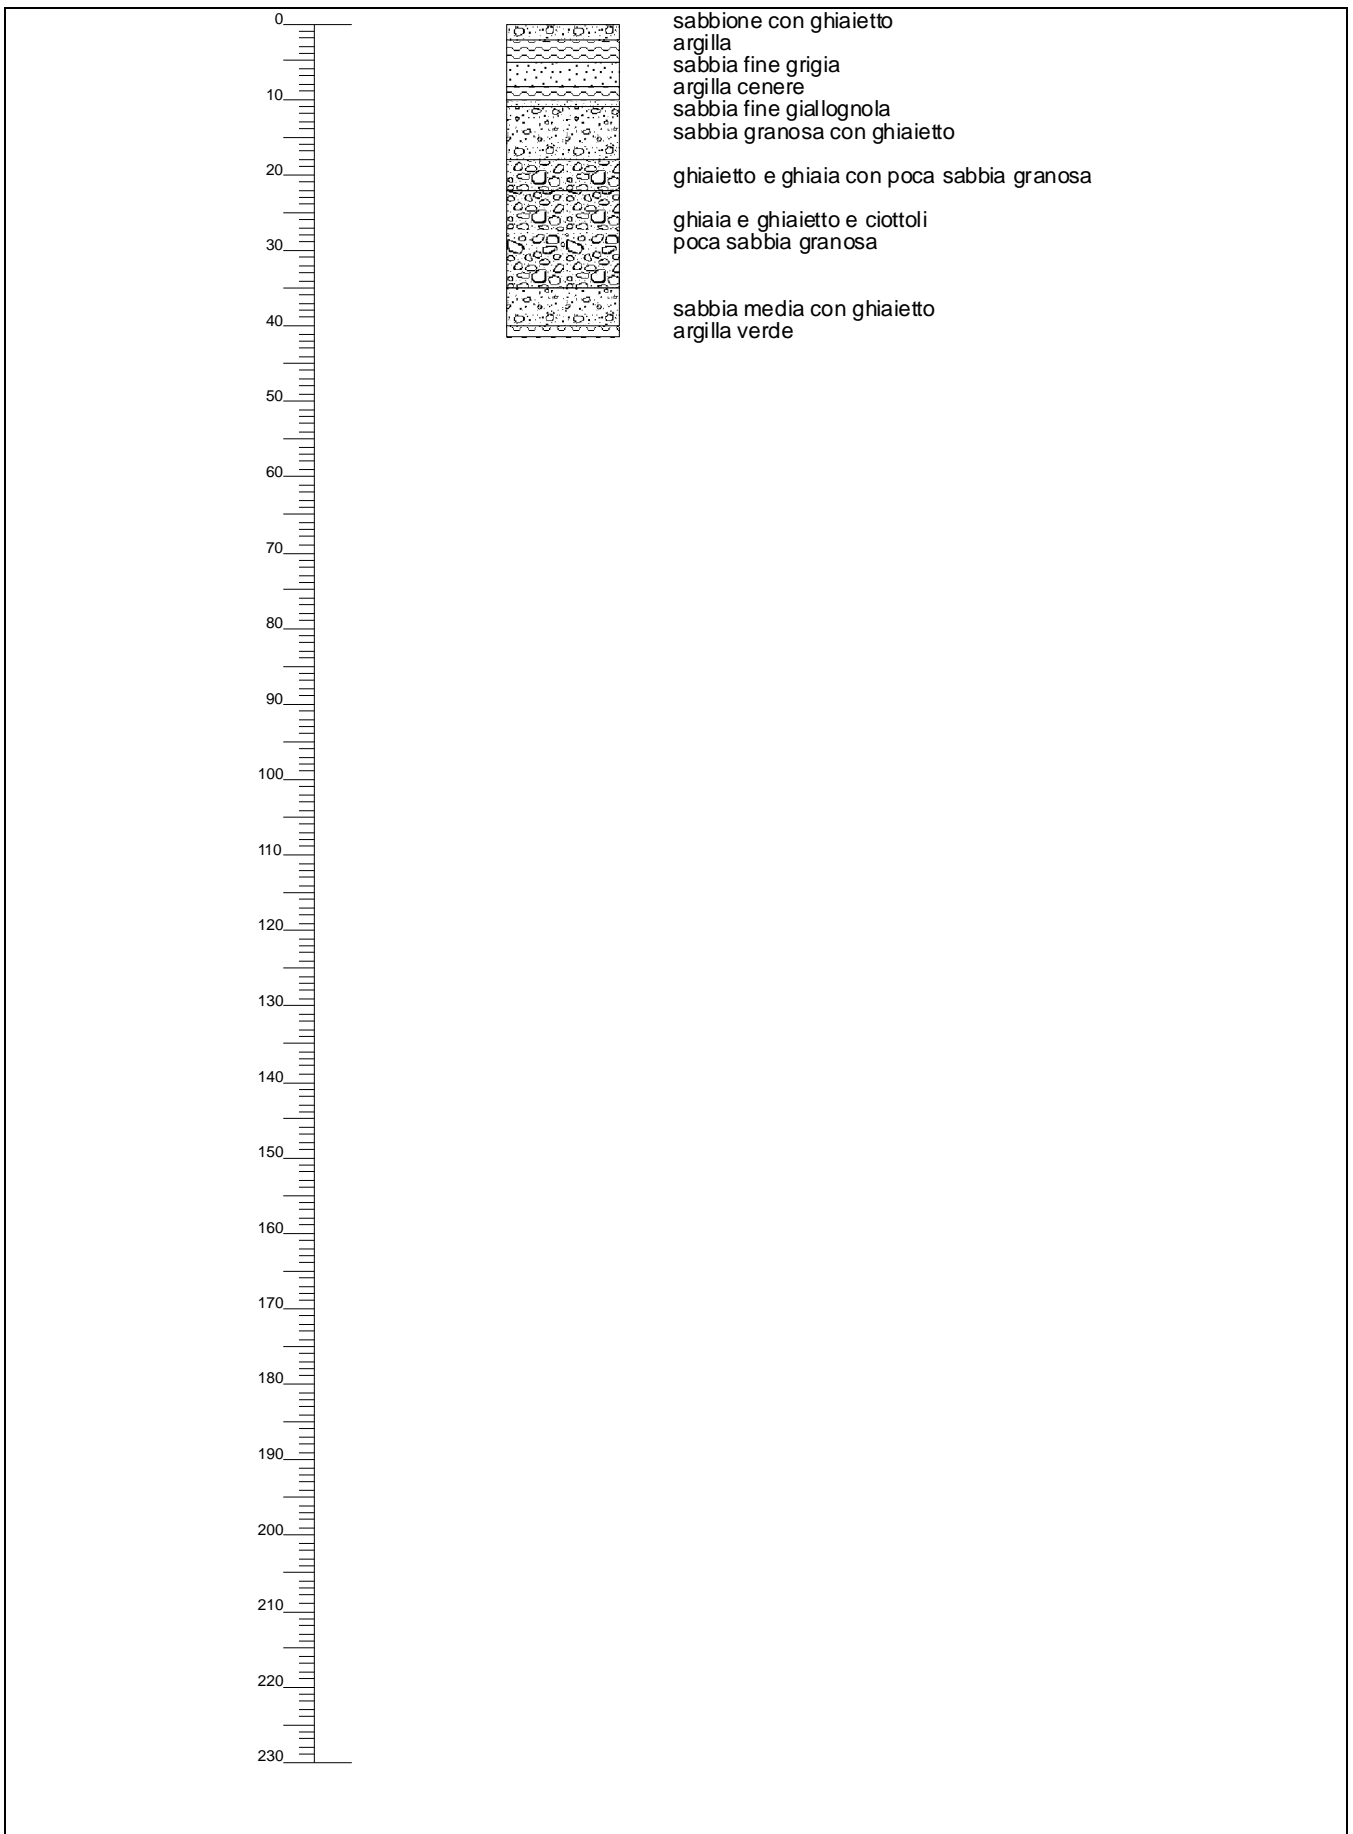 0
10
20
30
40
50
60
70
80
90
100
110
120
130
140
150
160
170
180
190
200
210
220
230
sabbione con ghiaietto
argilla
sabbia fine grigia
argilla cenere
sabbia fine giallognola
sabbia granosa con ghiaietto
ghiaietto e ghiaia con poca sabbia granosa
ghiaia e ghiaietto e ciottoli
poca sabbia granosa
sabbia media con ghiaietto
argilla verde